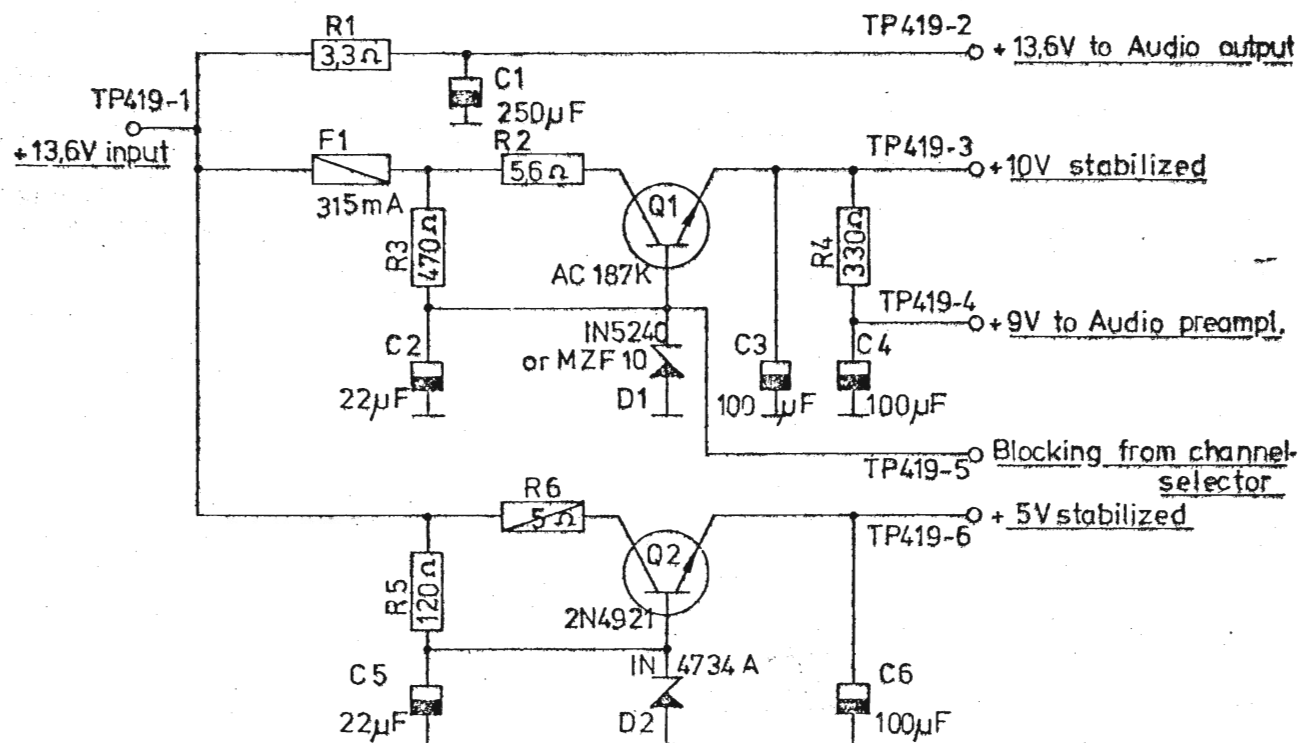 R1
3,3Ω
TP419-2
+ 13,6V to Audio output
C1
250µF
TP419-1
+13,6V input
F1
315mA
R2
5,6Ω
Q1
AC 187K
TP419-3
+10V stabilized
R3
470Ω
R4
330Ω
TP419-4
+ 9V to Audio preampl.
C2
22µF
IN5240
or MZF 10
D1
C3
100 µF
C4
100µF
TP419-5
Blocking from channel-
selector
R6
5Ω
Q2
2N4921
TP419-6
+ 5V stabilized
R5
120Ω
C5
22µF
IN 4734 A
D2
C6
100µF